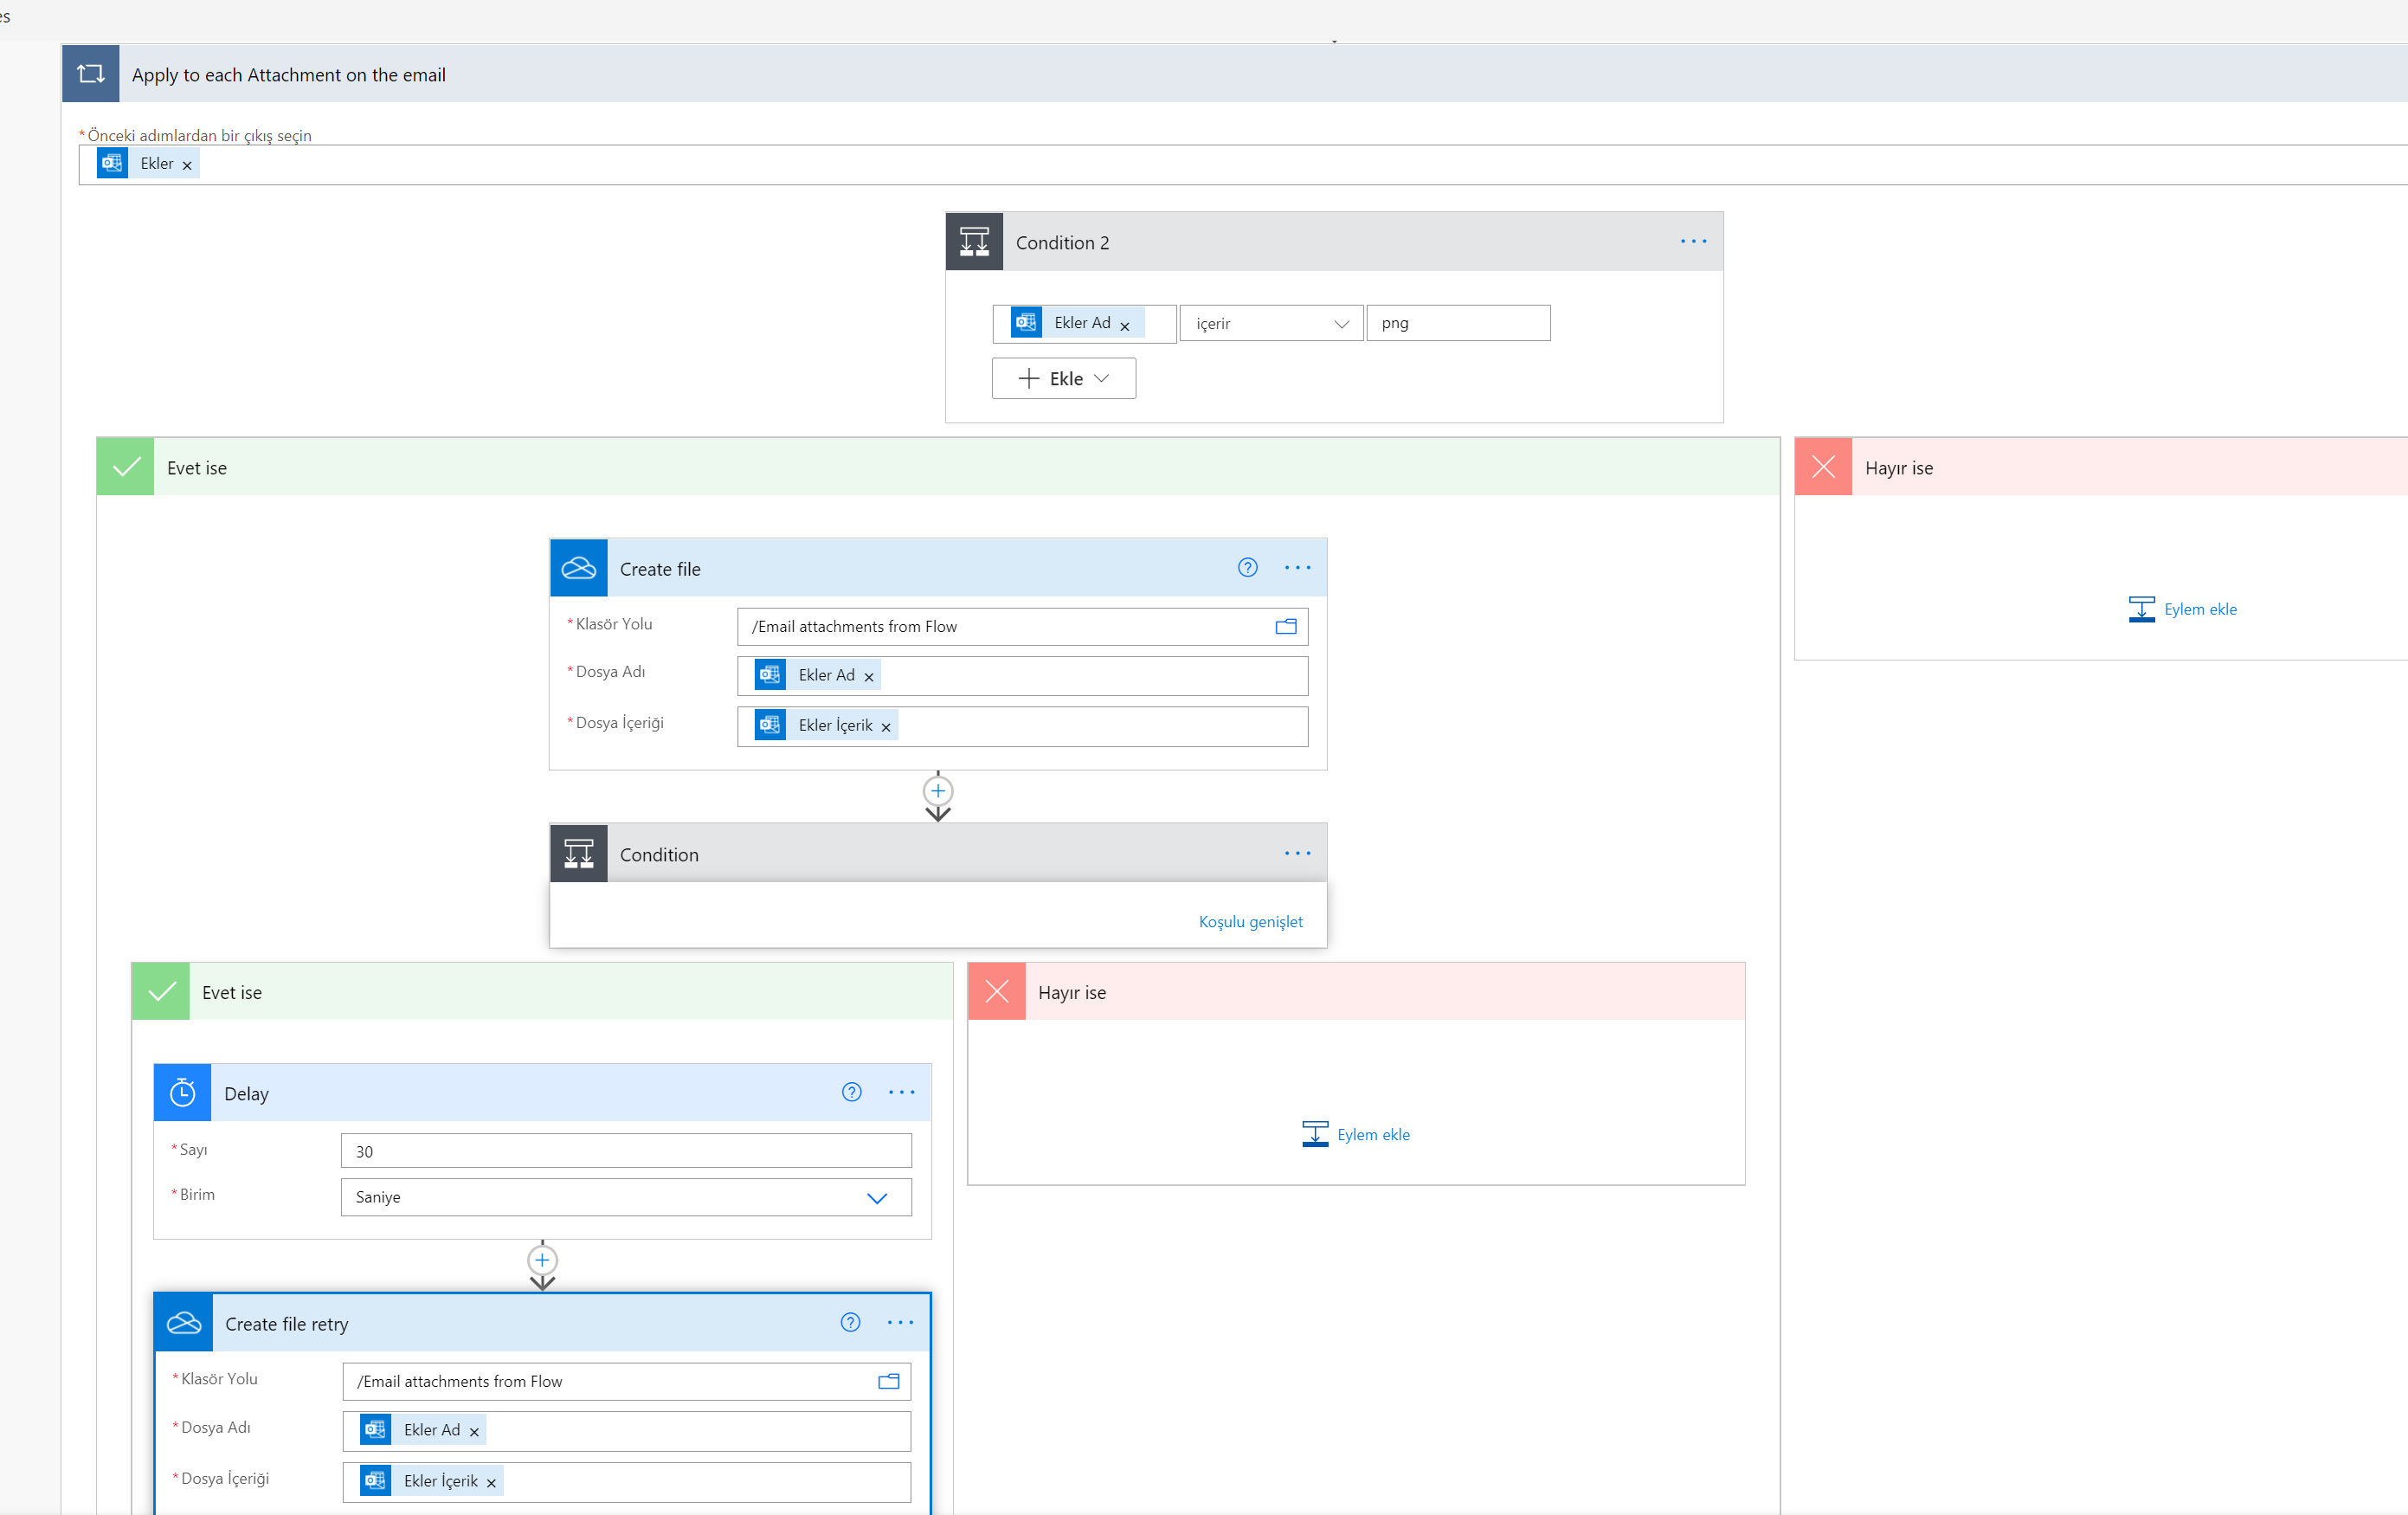 es
Apply to each Attachment on the email
*Önceki adımlardan bir çıkış seçin
Ekler ×
Condition 2
Ekler Ad ×
içerir
png
Ekle
Evet ise
Hayır ise
Create file
*Klasör Yolu
/Email attachments from Flow
*Dosya Adı
Ekler Ad ×
*Dosya İçeriği
Ekler İçerik ×
Eylem ekle
Condition
Koşulu genişlet
Evet ise
Hayır ise
Delay
*Sayı
30
*Birim
Saniye
Eylem ekle
Create file retry
*Klasör Yolu
/Email attachments from Flow
*Dosya Adı
Ekler Ad ×
*Dosya İçeriği
Ekler İçerik ×